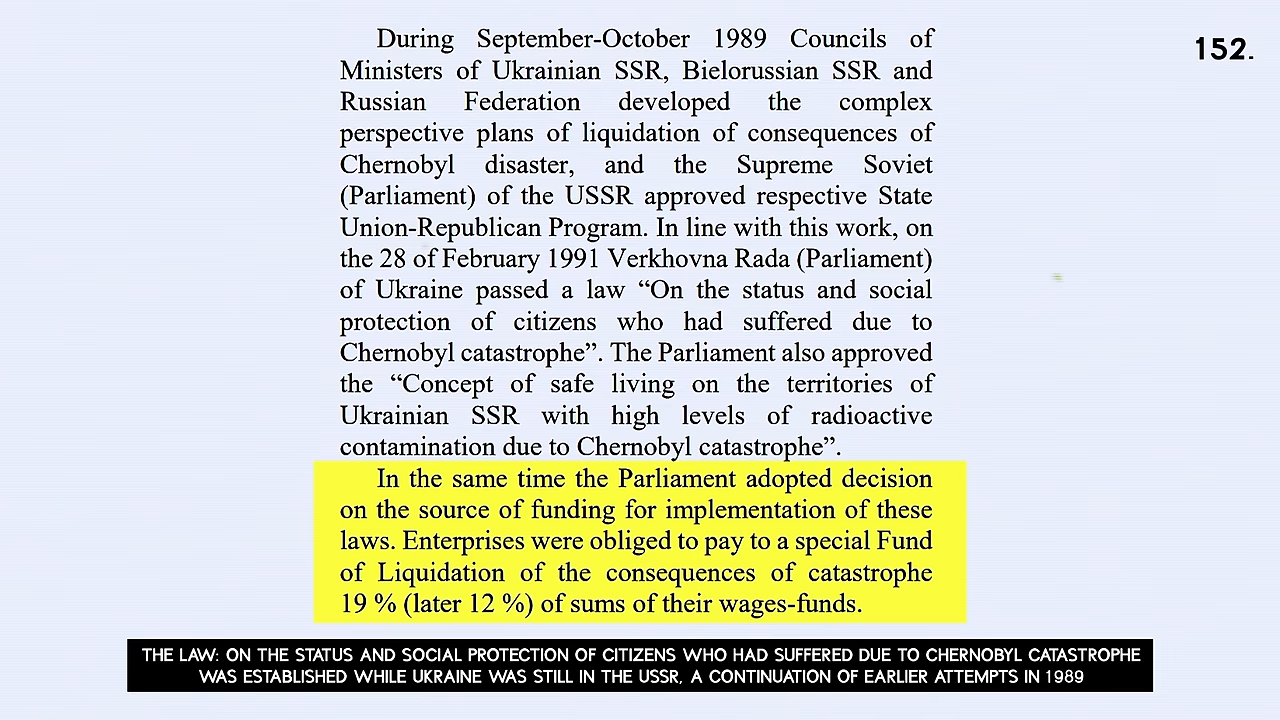 152.
During September-October 1989 Councils of
Ministers of Ukrainian SSR, Bielorussian SSR and
Russian Federation developed the complex
perspective plans of liquidation of consequences of
Chernobyl disaster, and the Supreme Soviet
(Parliament) of the USSR approved respective State
Union-Republican Program. In line with this work, on
the 28 of February 1991 Verkhovna Rada (Parliament)
of Ukraine passed a law “On the status and social
protection of citizens who had suffered due to
Chernobyl catastrophe”. The Parliament also approved
the “Concept of safe living on the territories of
Ukrainian SSR with high levels of radioactive
contamination due to Chernobyl catastrophe”.
In the same time the Parliament adopted decision
on the source of funding for implementation of these
laws. Enterprises were obliged to pay to a special Fund
of Liquidation of the consequences of catastrophe
19 % (later 12 %) of sums of their wages-funds.
THE LAW: ON THE STATUS AND SOCIAL PROTECTION OF CITIZENS WHO HAD SUFFERED DUE TO CHERNOBYL CATASTROPHE
WAS ESTABLISHED WHILE UKRAINE WAS STILL IN THE USSR, A CONTINUATION OF EARLIER ATTEMPTS IN 1989